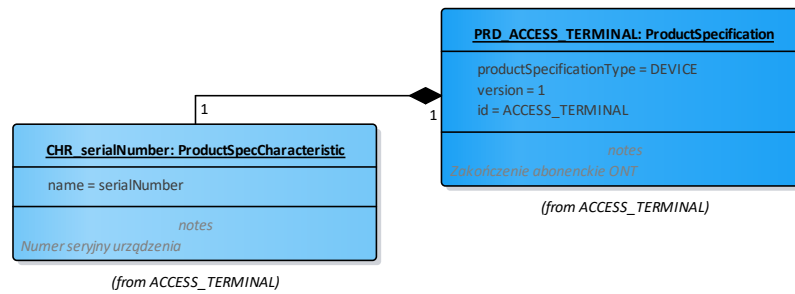 PRD_ACCESS_TERMINAL: ProductSpecification
productSpecificationType = DEVICE
version = 1
id = ACCESS_TERMINAL
notes
Zakończenie abonenckie ONT
(from ACCESS_TERMINAL)
1
1
CHR_serialNumber: ProductSpecCharacteristic
name = serialNumber
notes
Numer seryjny urządzenia
(from ACCESS_TERMINAL)